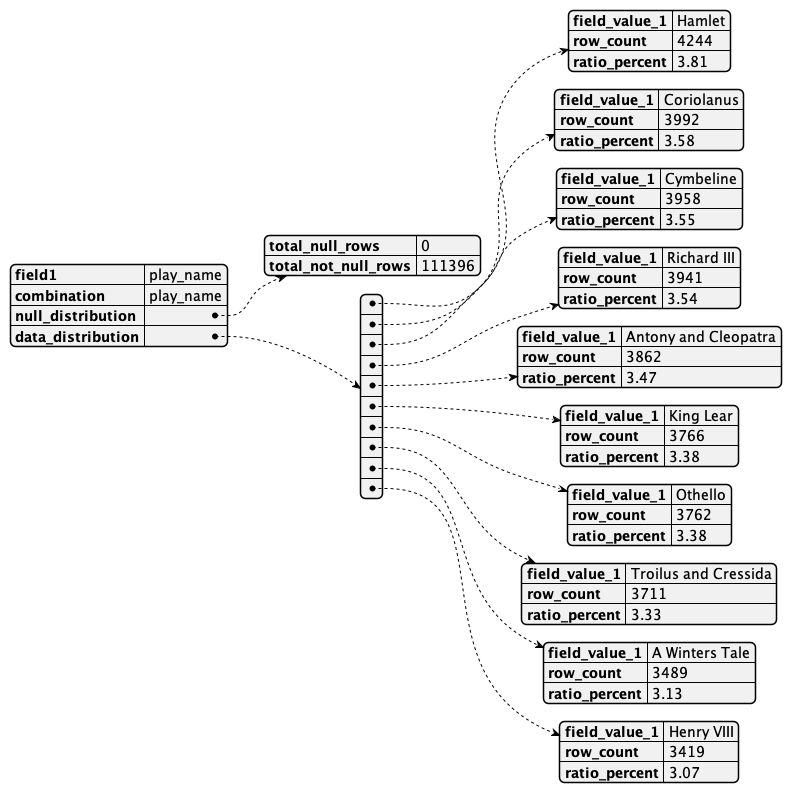 field1 play_name
combination play_name
null_distribution
data_distribution
total_null_rows 0
total_not_null_rows 111396
field_value_1 Hamlet
row_count 4244
ratio_percent 3.81
field_value_1 Coriolanus
row_count 3992
ratio_percent 3.58
field_value_1 Cymbeline
row_count 3958
ratio_percent 3.55
field_value_1 Richard III
row_count 3941
ratio_percent 3.54
field_value_1 Antony and Cleopatra
row_count 3862
ratio_percent 3.47
field_value_1 King Lear
row_count 3766
ratio_percent 3.38
field_value_1 Othello
row_count 3762
ratio_percent 3.38
field_value_1 Troilus and Cressida
row_count 3711
ratio_percent 3.33
field_value_1 A Winters Tale
row_count 3489
ratio_percent 3.13
field_value_1 Henry VIII
row_count 3419
ratio_percent 3.07